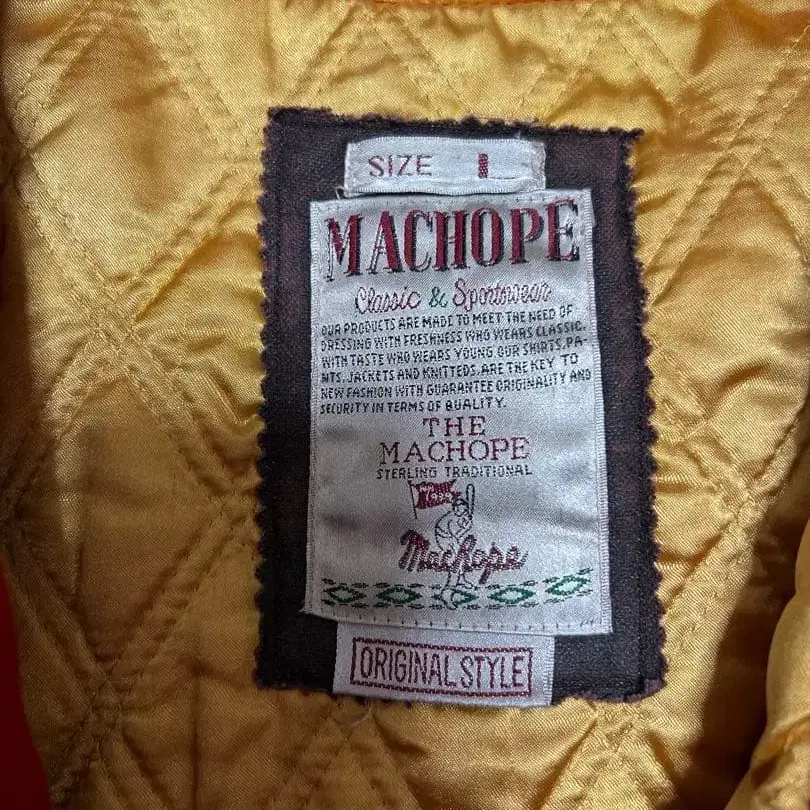 SIZE I
MACHOPE
Classic & Sportswear
OUR PRODUCTS ARE MADE TO MEET THE NEED OF
DRESSING WITH FRESHNESS WHO WEARS CLASSIC,
WITH TASTE WHO WEARS YOUNG OUR SHIRTS, PA-
NTS, JACKETS AND KNITTEDS, ARE THE KEY TO
NEW FASHION WITH GUARANTEE ORIGINALITY AND
SECURITY IN TERMS OF QUALITY.
THE
MACHOPE
STERLING TRADITIONAL
Machope
ORIGINAL STYLE